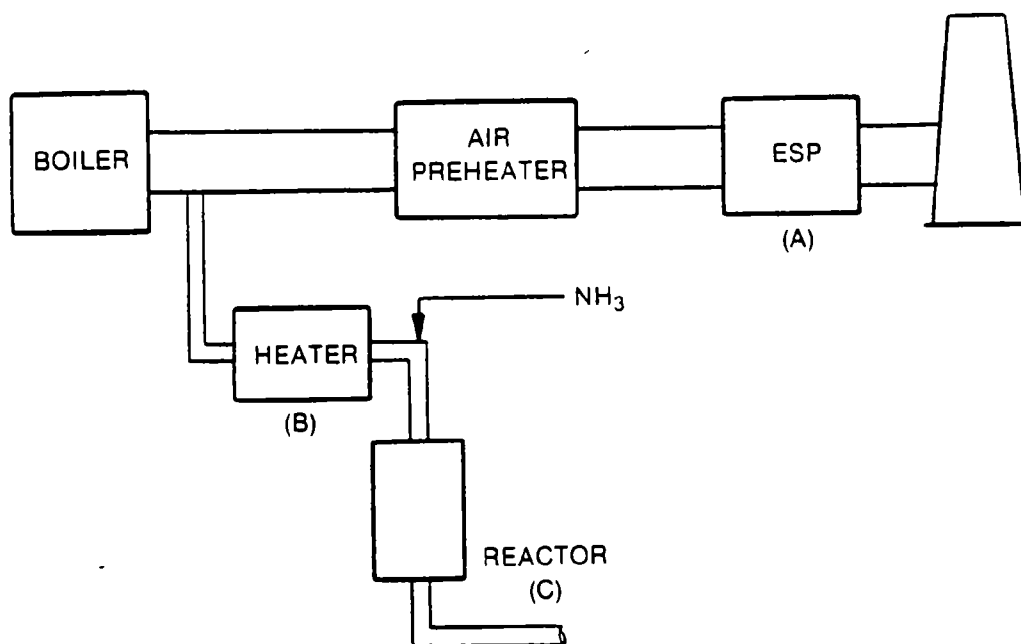 BOILER
AIR
PREHEATER
ESP
(A)
NH₃
HEATER
(B)
REACTOR
(C)